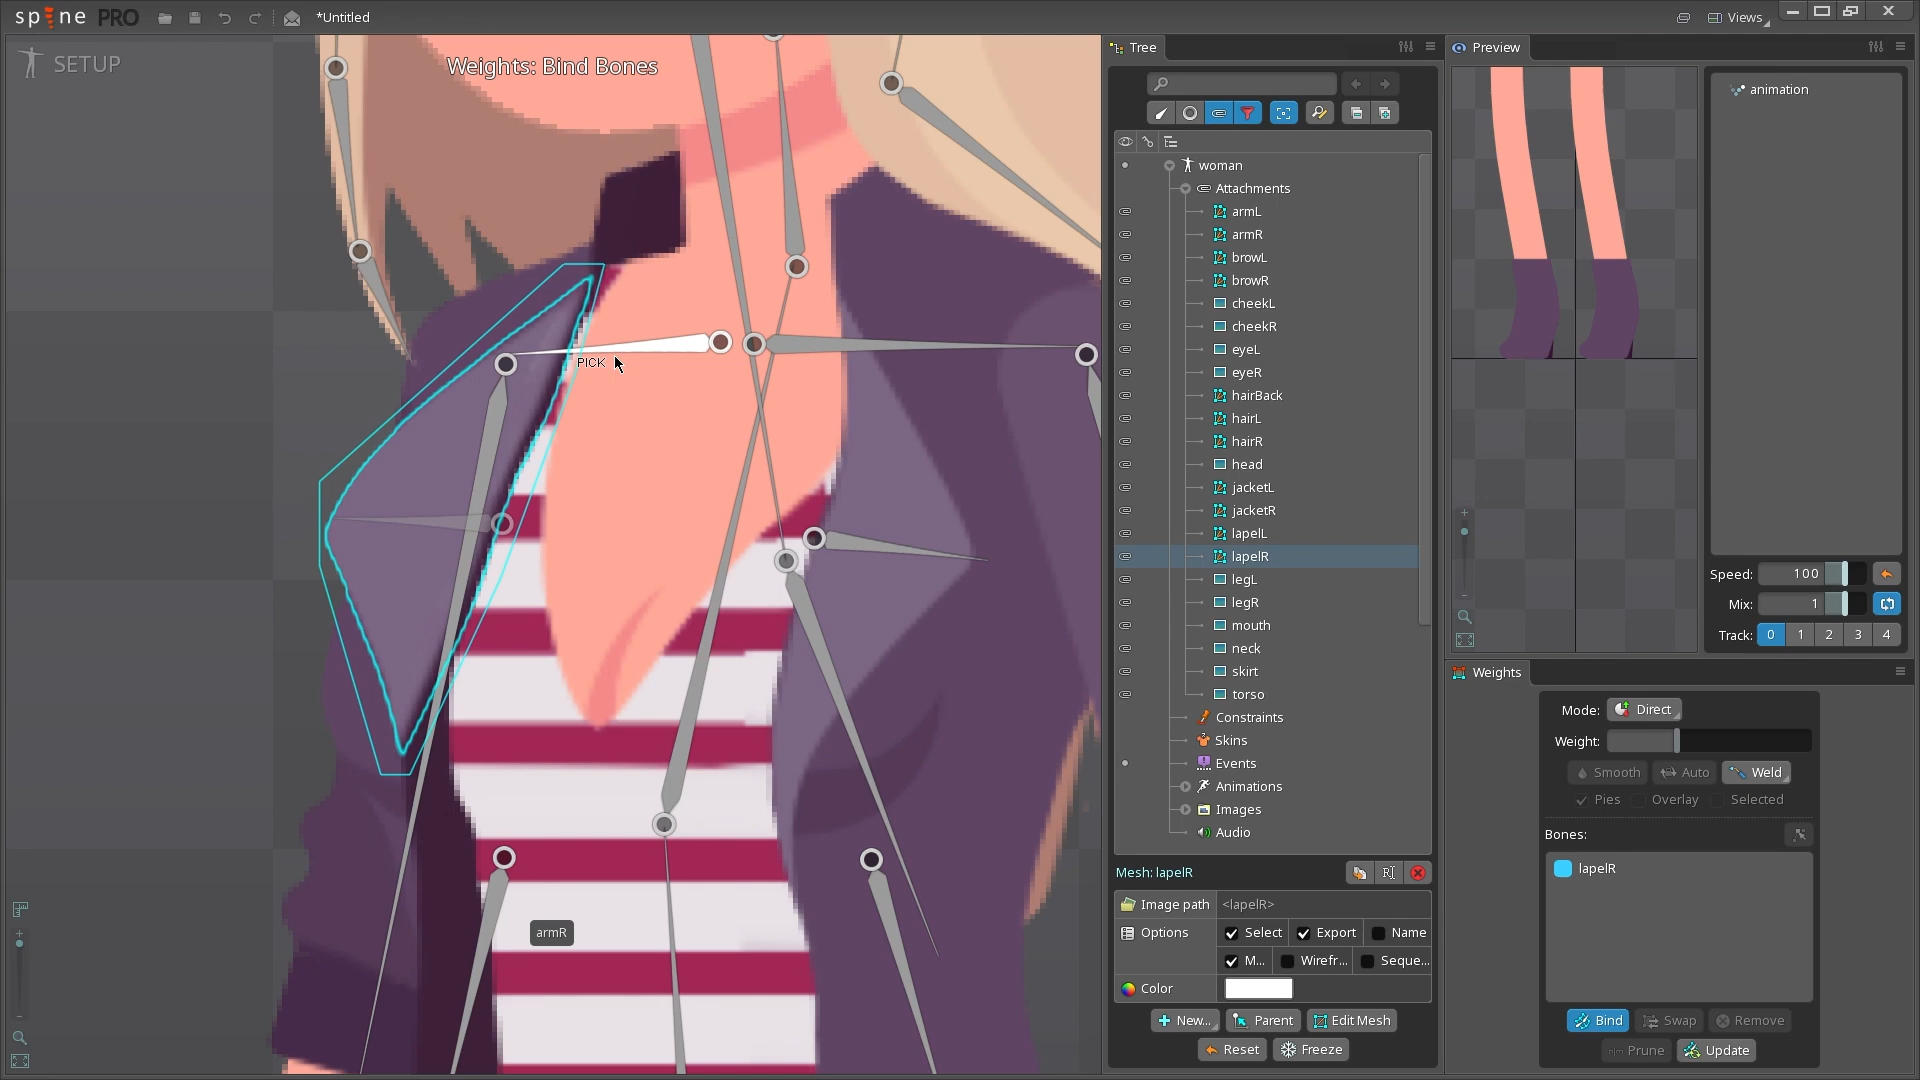 spine PRO
*Untitled
Views
SETUP
Weights: Bind Bones
PICK
armR
Tree
woman
Attachments
armL
armR
browL
browR
cheekL
cheekR
eyeL
eyeR
hairBack
hairL
hairR
head
jacketL
jacketR
lapelL
lapelR
legL
legR
mouth
neck
skirt
torso
Constraints
Skins
Events
Animations
Images
Audio
Mesh: lapelR
Image path <lapelR>
Options Select Export Name
M... Wirefr... Seque...
Color
New... Parent Edit Mesh
Reset Freeze
Preview
animation
Speed: 100
Mix: 1
Track: 0 1 2 3 4
Weights
Mode: Direct
Weight:
Smooth Auto Weld
Pies Overlay Selected
Bones:
lapelR
Bind Swap Remove
Prune Update